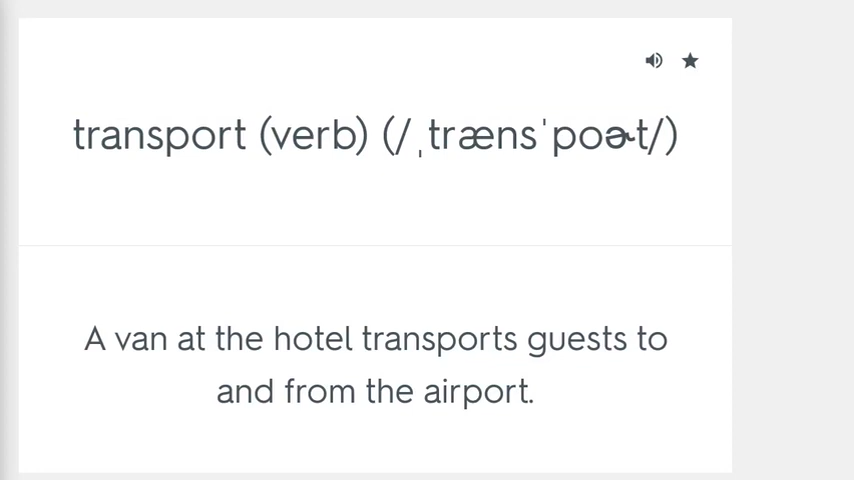 transport (verb) (/ˌtrænsˈpoɚt/)
A van at the hotel transports guests to
and from the airport.